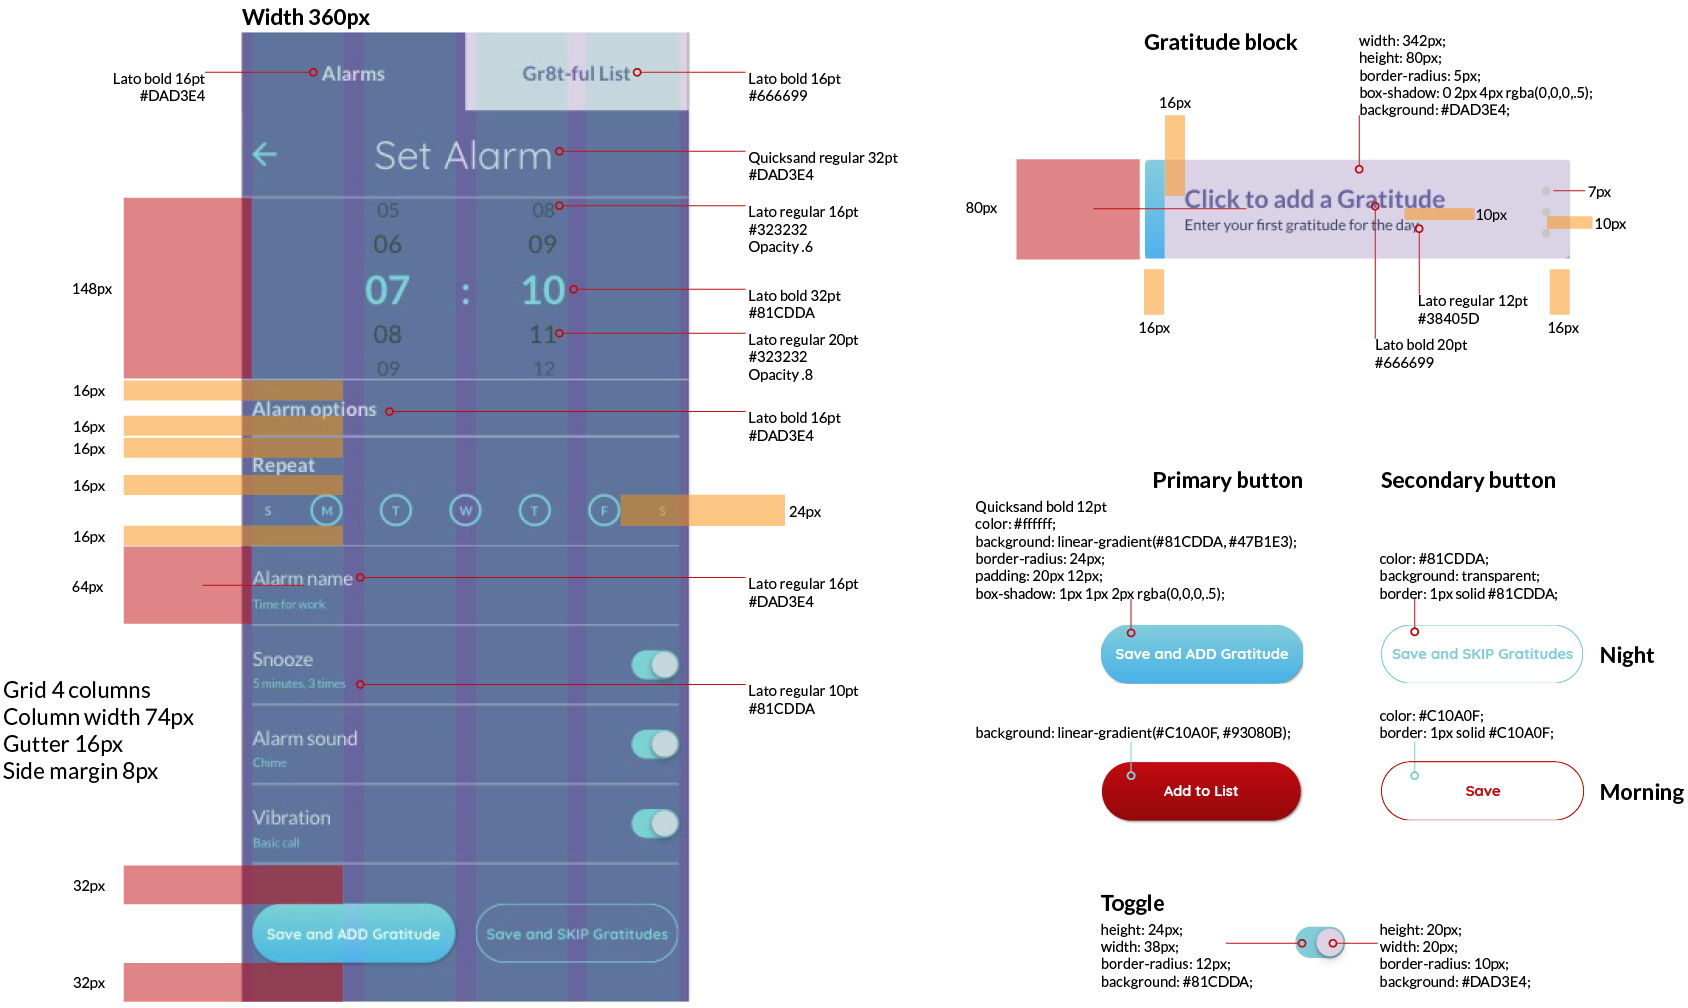 Width 360px
Alarms
Gr8t-ful List
Lato bold 16pt
#DAD3E4
Lato bold 16pt
#666699
Set Alarm
Quicksand regular 32pt
#DAD3E4
05
08
Lato regular 16pt
#323232
Opacity .6
06
09
148px
07 : 10
Lato bold 32pt
#81CDDA
08
11
Lato regular 20pt
#323232
Opacity .8
09
12
16px
Alarm options
Lato bold 16pt
#DAD3E4
16px
16px
Repeat
16px
S M T W T F S
24px
16px
64px
Alarm name
Time for work
Lato regular 16pt
#DAD3E4
Snooze
5 minutes, 3 times
Lato regular 10pt
#81CDDA
Grid 4 columns
Column width 74px
Gutter 16px
Side margin 8px
Alarm sound
Chime
Vibration
Basic call
32px
Save and ADD Gratitude
Save and SKIP Gratitudes
32px
Gratitude block
width: 342px;
height: 80px;
border-radius: 5px;
box-shadow: 0 2px 4px rgba(0,0,0,.5);
background: #DAD3E4;
16px
80px
Click to add a Gratitude
Enter your first gratitude for the day.
7px
10px
10px
16px
Lato regular 12pt
#38405D
16px
Lato bold 20pt
#666699
Primary button
Secondary button
Quicksand bold 12pt
color: #ffffff;
background: linear-gradient(#81CDDA, #47B1E3);
border-radius: 24px;
padding: 20px 12px;
box-shadow: 1px 1px 2px rgba(0,0,0,.5);
color: #81CDDA;
background: transparent;
border: 1px solid #81CDDA;
Save and ADD Gratitude
Save and SKIP Gratitudes
Night
background: linear-gradient(#C10A0F, #93080B);
color: #C10A0F;
border: 1px solid #C10A0F;
Add to List
Save
Morning
Toggle
height: 24px;
width: 38px;
border-radius: 12px;
background: #81CDDA;
height: 20px;
width: 20px;
border-radius: 10px;
background: #DAD3E4;